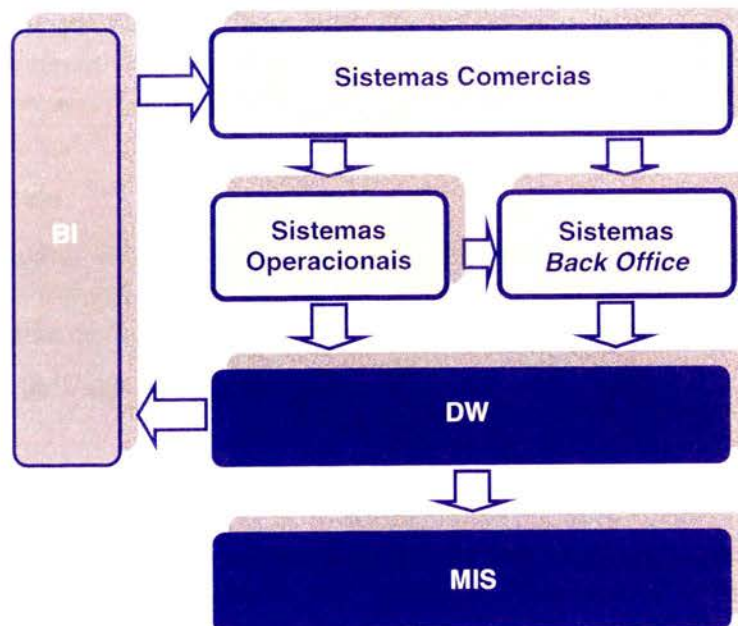 Sistemas Comercias
BI
Sistemas
Operacionais
Sistemas
Back Office
DW
MIS